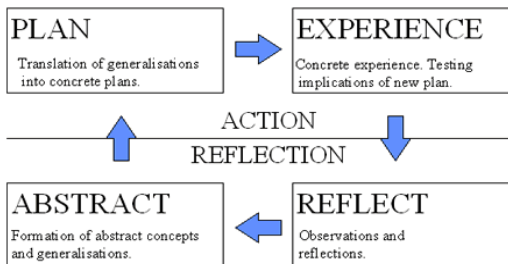 PLAN
Translation of generalisations
into concrete plans.
EXPERIENCE
Concrete experience. Testing
implications of new plan.
ACTION
REFLECTION
ABSTRACT
Formation of abstract concepts
and generalisations.
REFLECT
Observations and
reflections.